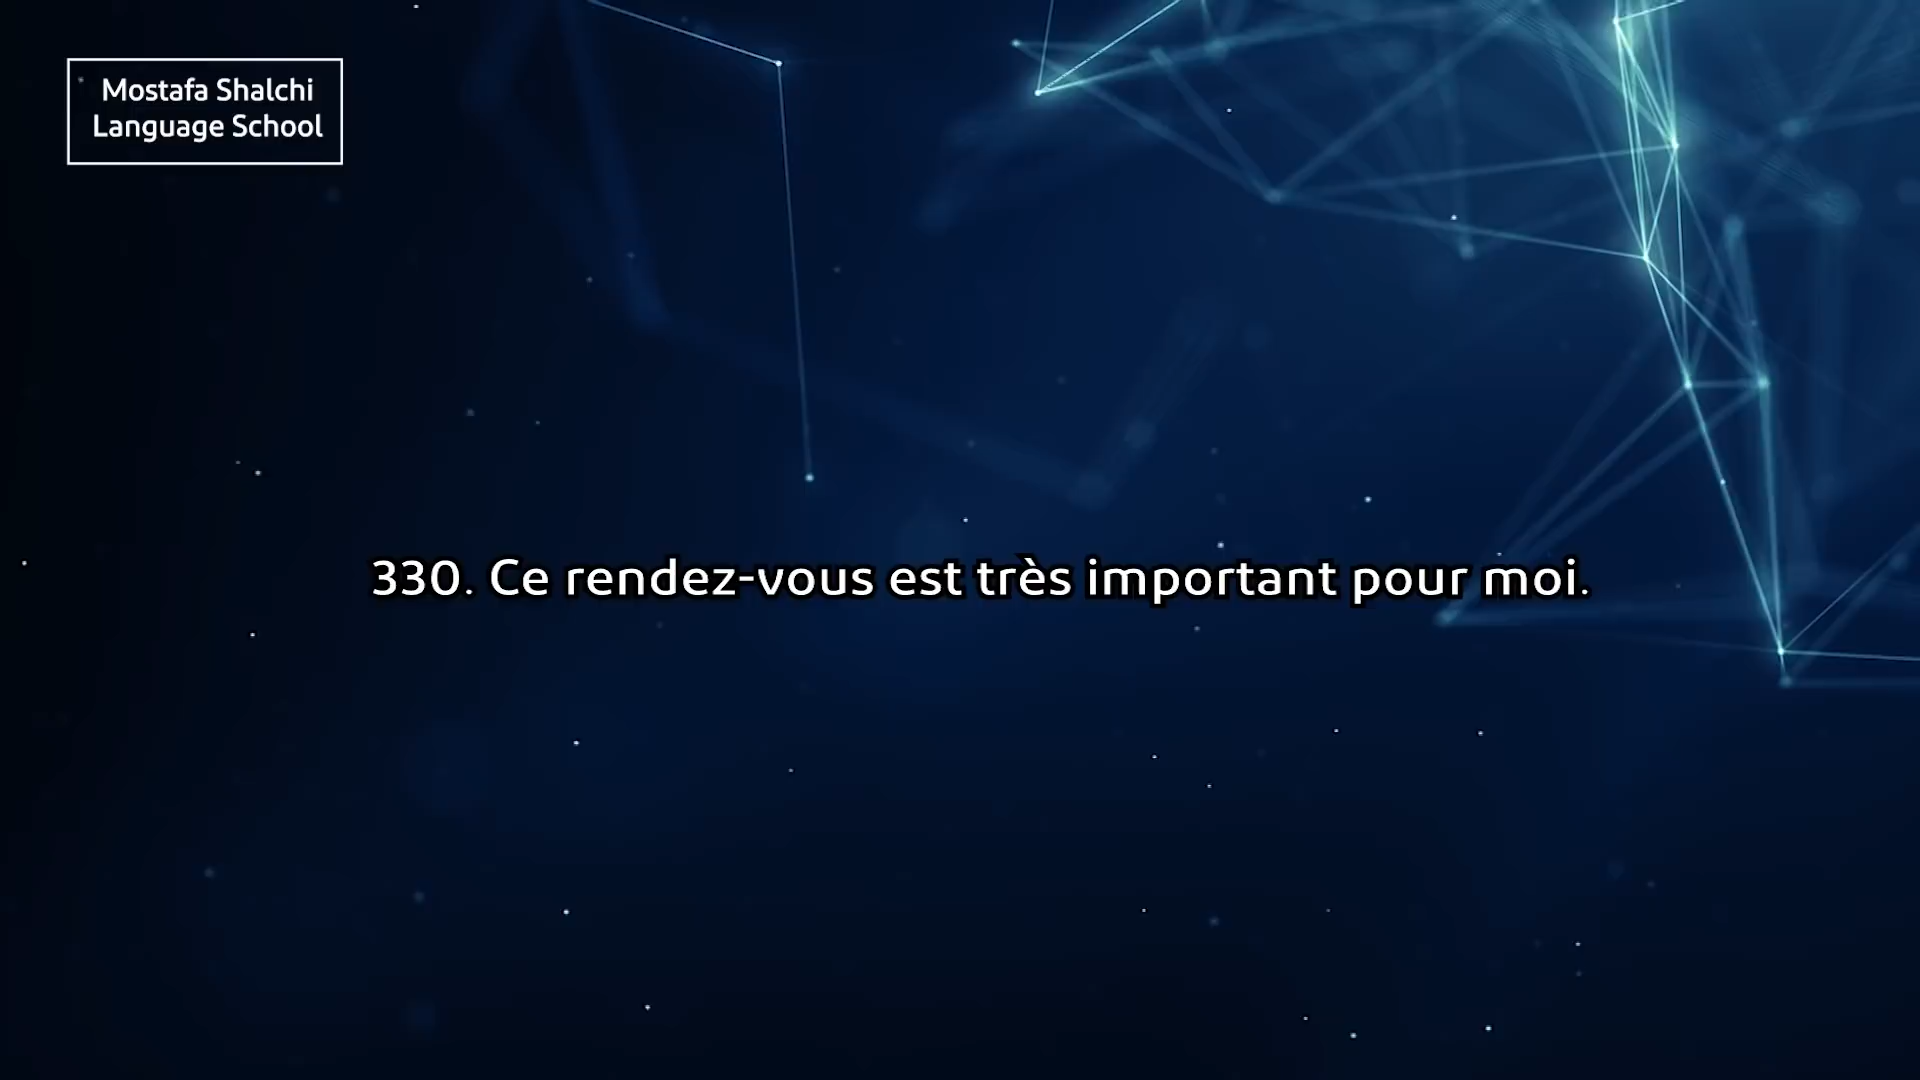 Mostafa Shalchi
Language School
330. Ce rendez-vous est très important pour moi.